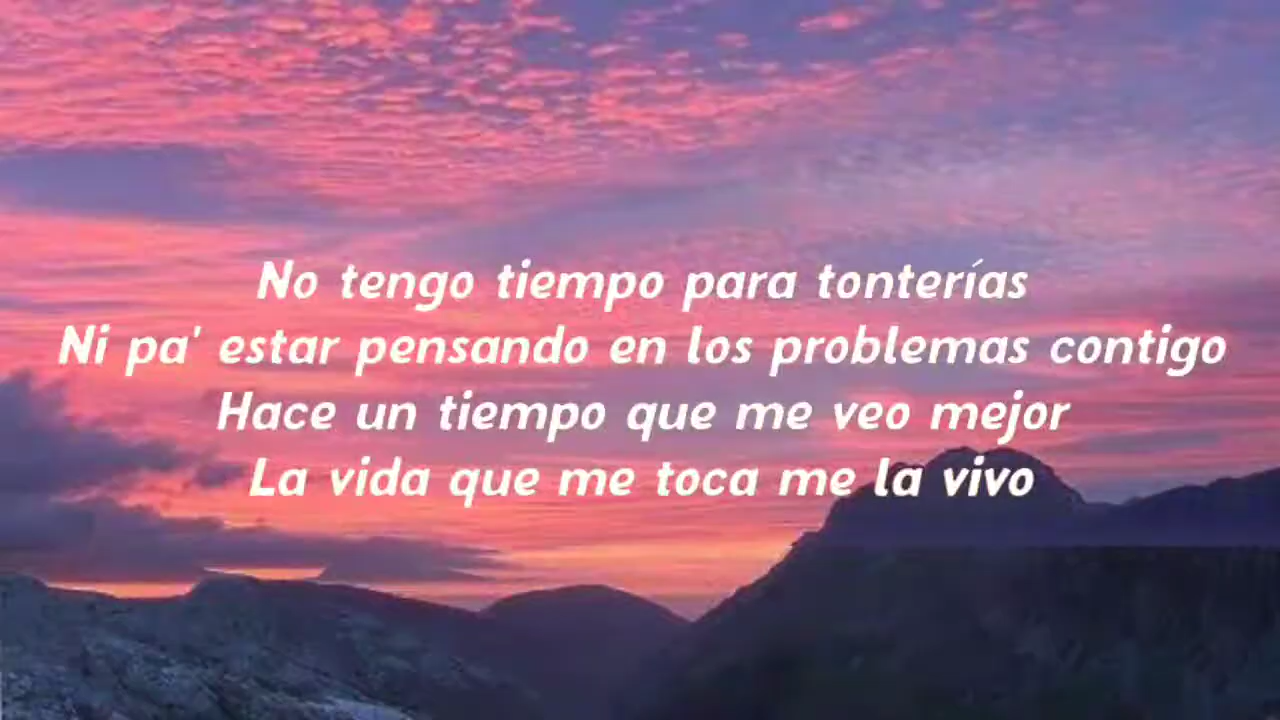 No tengo tiempo para tonterías
Ni pa' estar pensando en los problemas contigo
Hace un tiempo que me veo mejor
La vida que me toca me la vivo